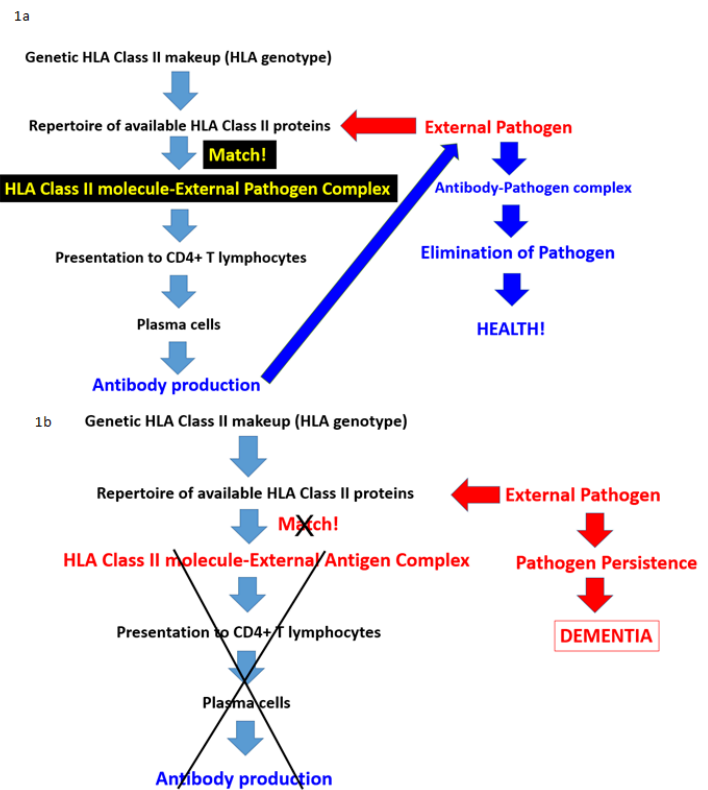 1a
Genetic HLA Class II makeup (HLA genotype)
Repertoire of available HLA Class II proteins
External Pathogen
Match!
HLA Class II molecule-External Pathogen Complex
Antibody-Pathogen complex
Presentation to CD4+ T lymphocytes
Elimination of Pathogen
Plasma cells
HEALTH!
Antibody production
1b
Genetic HLA Class II makeup (HLA genotype)
Repertoire of available HLA Class II proteins
External Pathogen
Match!
HLA Class II molecule-External Antigen Complex
Pathogen Persistence
Presentation to CD4+ T lymphocytes
DEMENTIA
Plasma cells
Antibody production